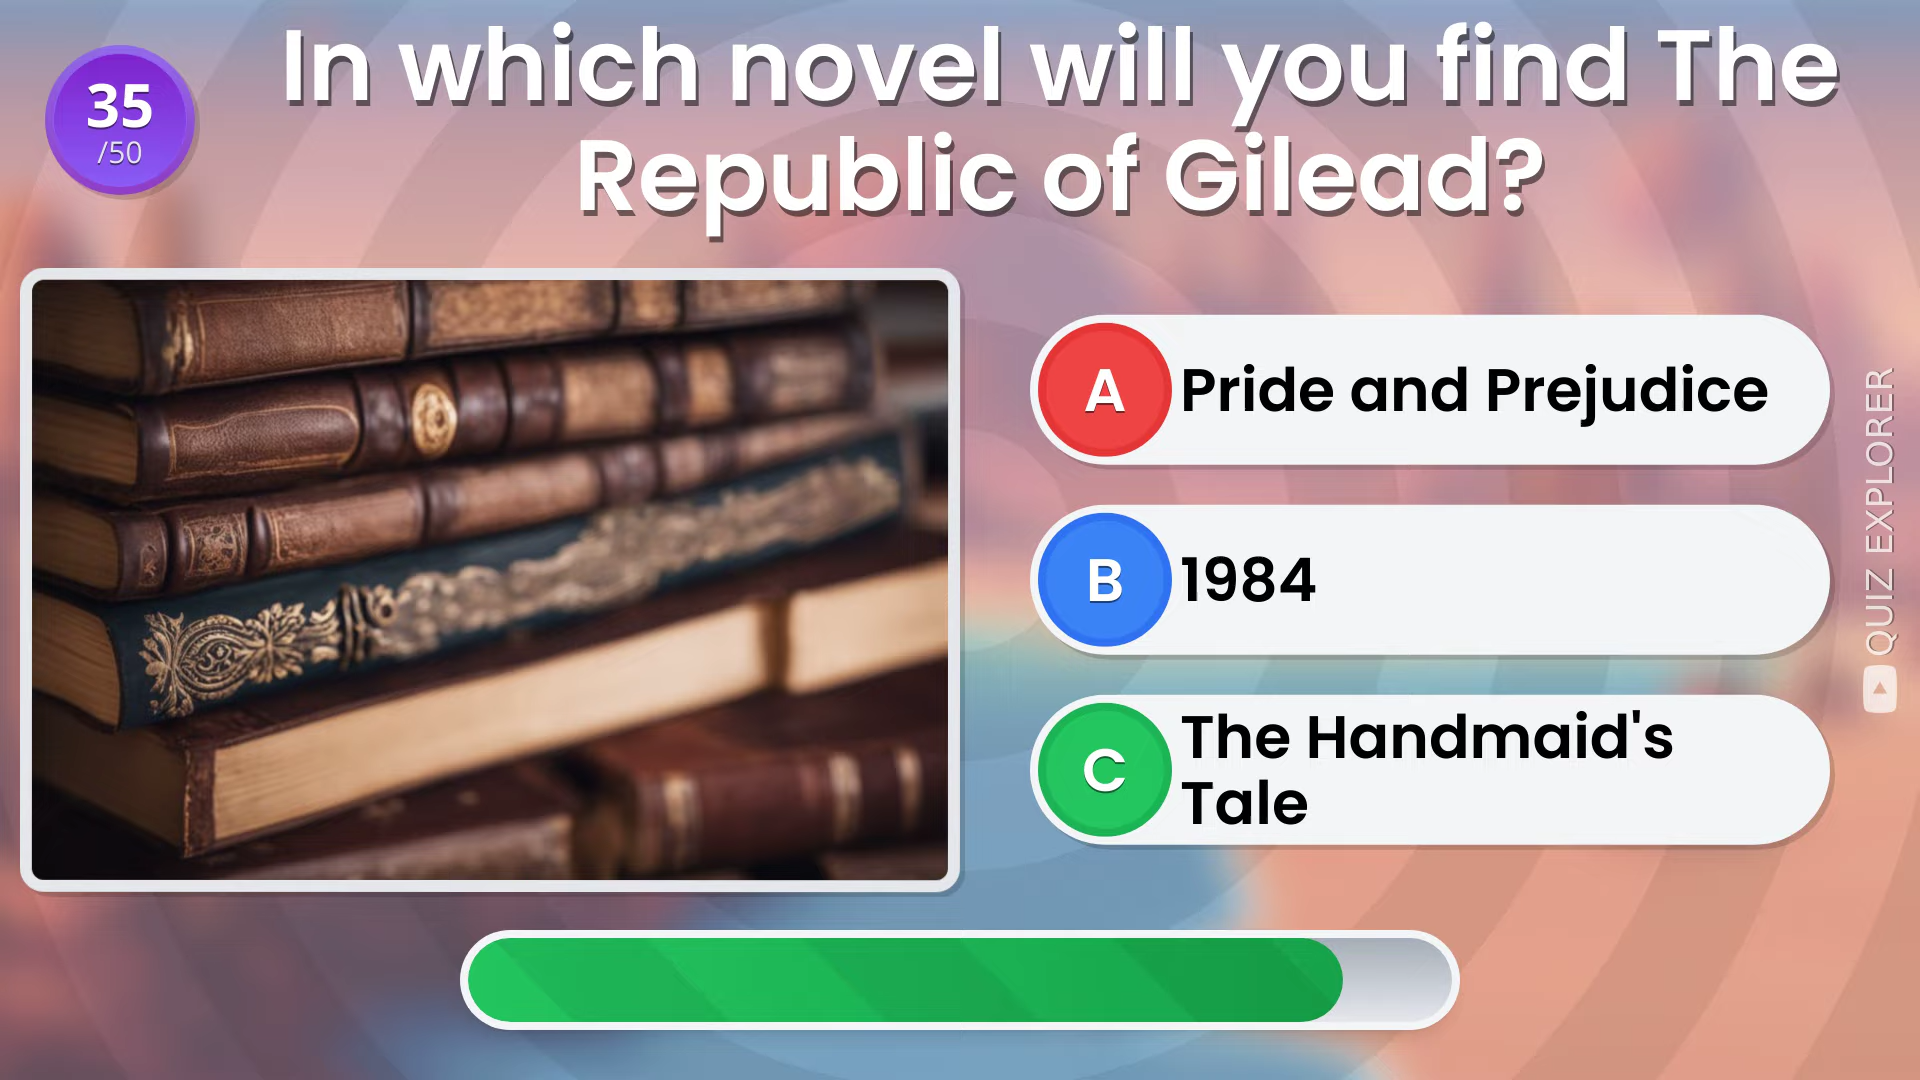 35
/50
In which novel will you find The
Republic of Gilead?
A
Pride and Prejudice
B
1984
C
The Handmaid's
Tale
QUIZ EXPLORER